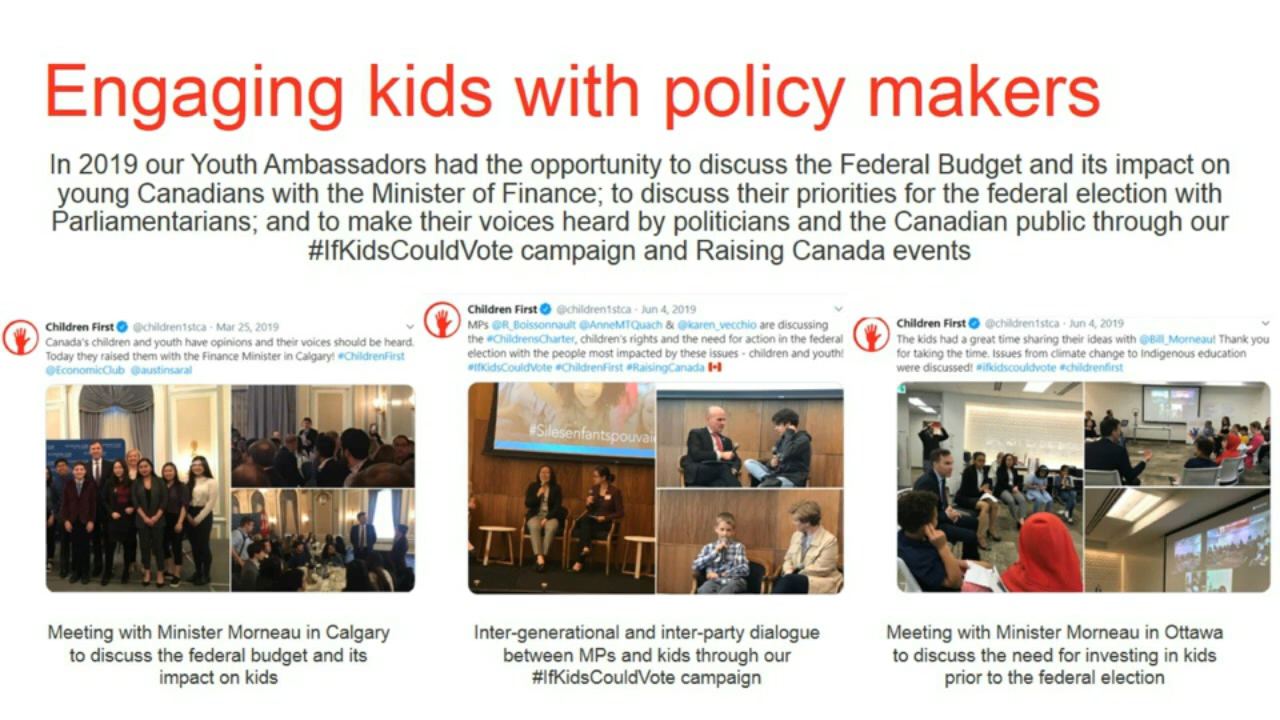 Engaging kids with policy makers
In 2019 our Youth Ambassadors had the opportunity to discuss the Federal Budget and its impact on
young Canadians with the Minister of Finance; to discuss their priorities for the federal election with
Parliamentarians; and to make their voices heard by politicians and the Canadian public through our
#IfKidsCouldVote campaign and Raising Canada events
Children First @children1stca · Mar 25, 2019
Canada's children and youth have opinions and their voices should be heard.
Today they raised them with the Finance Minister in Calgary! #ChildrenFirst
@EconomicClub @austinsaral
Children First @children1stca · Jun 4, 2019
MPs @R_Boissonnault @AnneMTQuach & @karen_vecchio are discussing
the #ChildrensCharter, children's rights and the need for action in the federal
election with the people most impacted by these issues - children and youth!
#IfKidsCouldVote #ChildrenFirst #RaisingCanada
#Silesenfantspouvaie
Children First @children1stca · Jun 4, 2019
The kids had a great time sharing their ideas with @Bill_Morneau! Thank you
for taking the time. Issues from climate change to Indigenous education
were discussed! #ifkidscouldvote #childrenfirst
Meeting with Minister Morneau in Calgary
to discuss the federal budget and its
impact on kids
Inter-generational and inter-party dialogue
between MPs and kids through our
#IfKidsCouldVote campaign
Meeting with Minister Morneau in Ottawa
to discuss the need for investing in kids
prior to the federal election